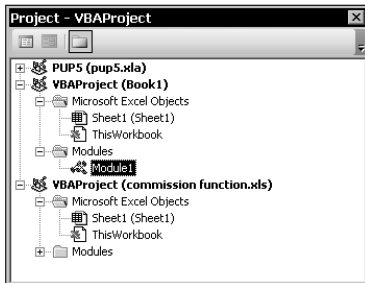 Project - VBAProject
PUP5 (pup5.xla)
VBAProject (Book1)
Microsoft Excel Objects
Sheet1 (Sheet1)
ThisWorkbook
Modules
Module1
VBAProject (commission function.xls)
Microsoft Excel Objects
Sheet1 (Sheet1)
ThisWorkbook
Modules